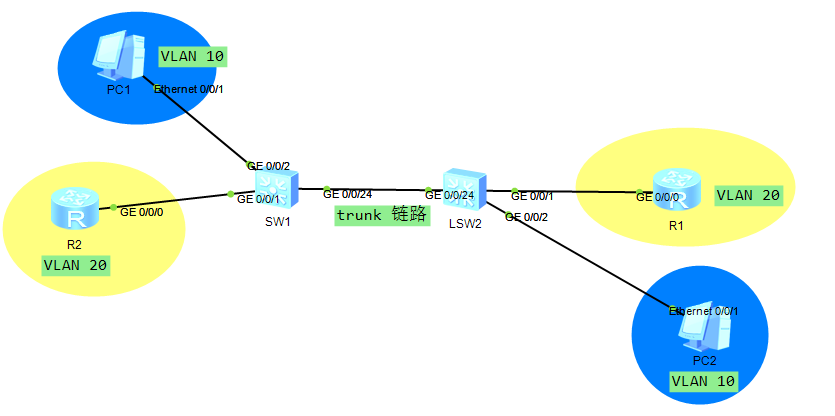 VLAN 10
PC1
Ethernet 0/0/1
GE 0/0/2
GE 0/0/0
GE 0/0/1
GE 0/0/24
GE 0/0/24
GE 0/0/1
GE 0/0/0
VLAN 20
SW1
trunk 链路
LSW2
GE 0/0/2
R
R1
R
R2
VLAN 20
Ethernet 0/0/1
PC2
VLAN 10